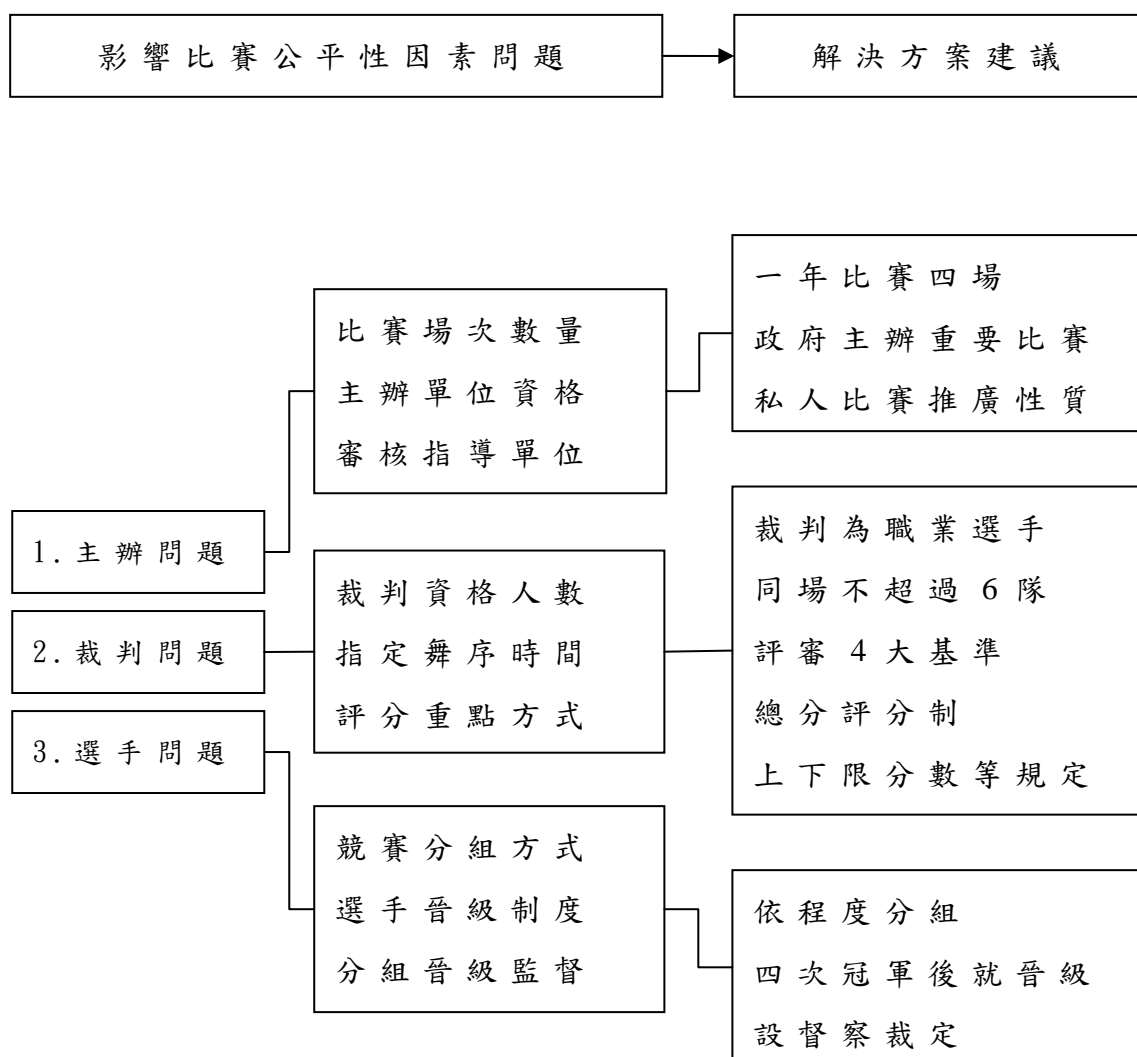 影響比賽公平性因素問題
解決方案建議
1.主辦問題
2.裁判問題
3.選手問題
比賽場次數量
主辦單位資格
審核指導單位
裁判資格人數
指定舞序時間
評分重點方式
競賽分組方式
選手晉級制度
分組晉級監督
一年比賽四場
政府主辦重要比賽
私人比賽推廣性質
裁判為職業選手
同場不超過6隊
評審4大基準
總分評分制
上下限分數等規定
依程度分組
四次冠軍後就晉級
設督察裁定